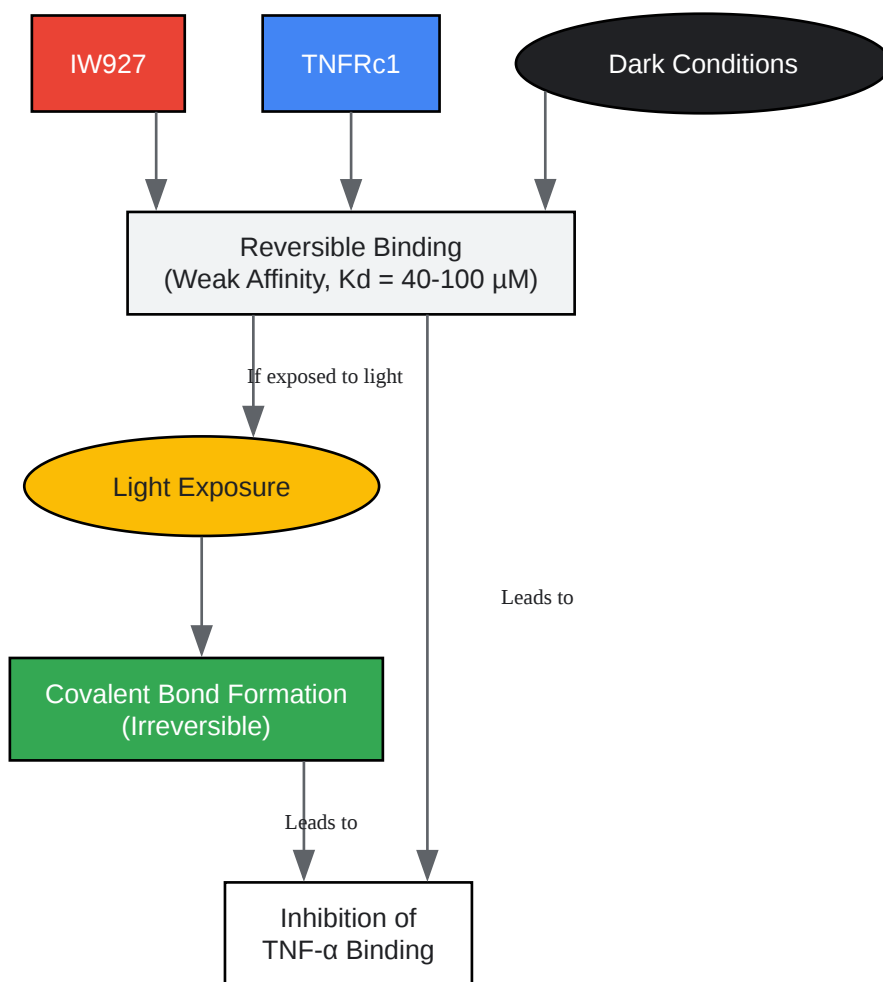 IW927
TNFRc1
Dark Conditions
Reversible Binding
(Weak Affinity, Kd = 40-100 µM)
If exposed to light
Light Exposure
Leads to
Covalent Bond Formation
(Irreversible)
Leads to
Inhibition of
TNF-α Binding